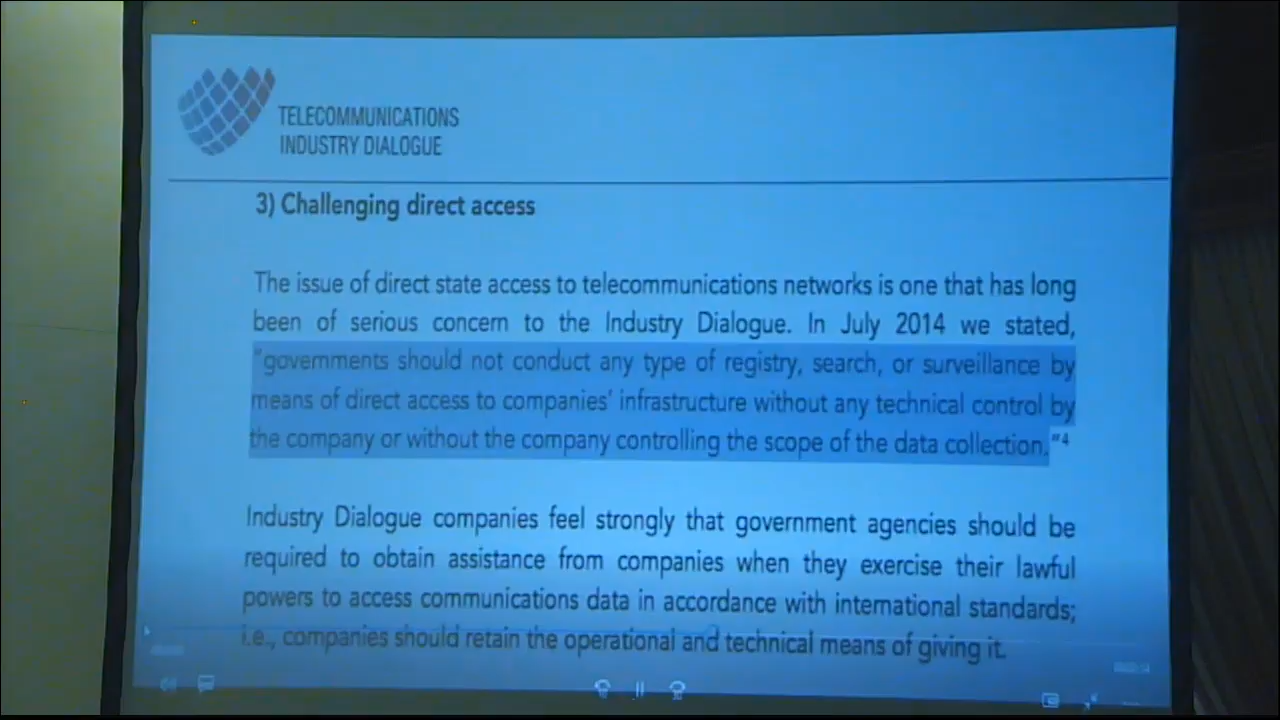 TELECOMMUNICATIONS
INDUSTRY DIALOGUE
3) Challenging direct access
The issue of direct state access to telecommunications networks is one that has long
been of serious concern to the Industry Dialogue. In July 2014 we stated,
"governments should not conduct any type of registry, search, or surveillance by
means of direct access to companies' infrastructure without any technical control by
the company or without the company controlling the scope of the data collection."4
Industry Dialogue companies feel strongly that government agencies should be
required to obtain assistance from companies when they exercise their lawful
powers to access communications data in accordance with international standards;
i.e., companies should retain the operational and technical means of giving it.